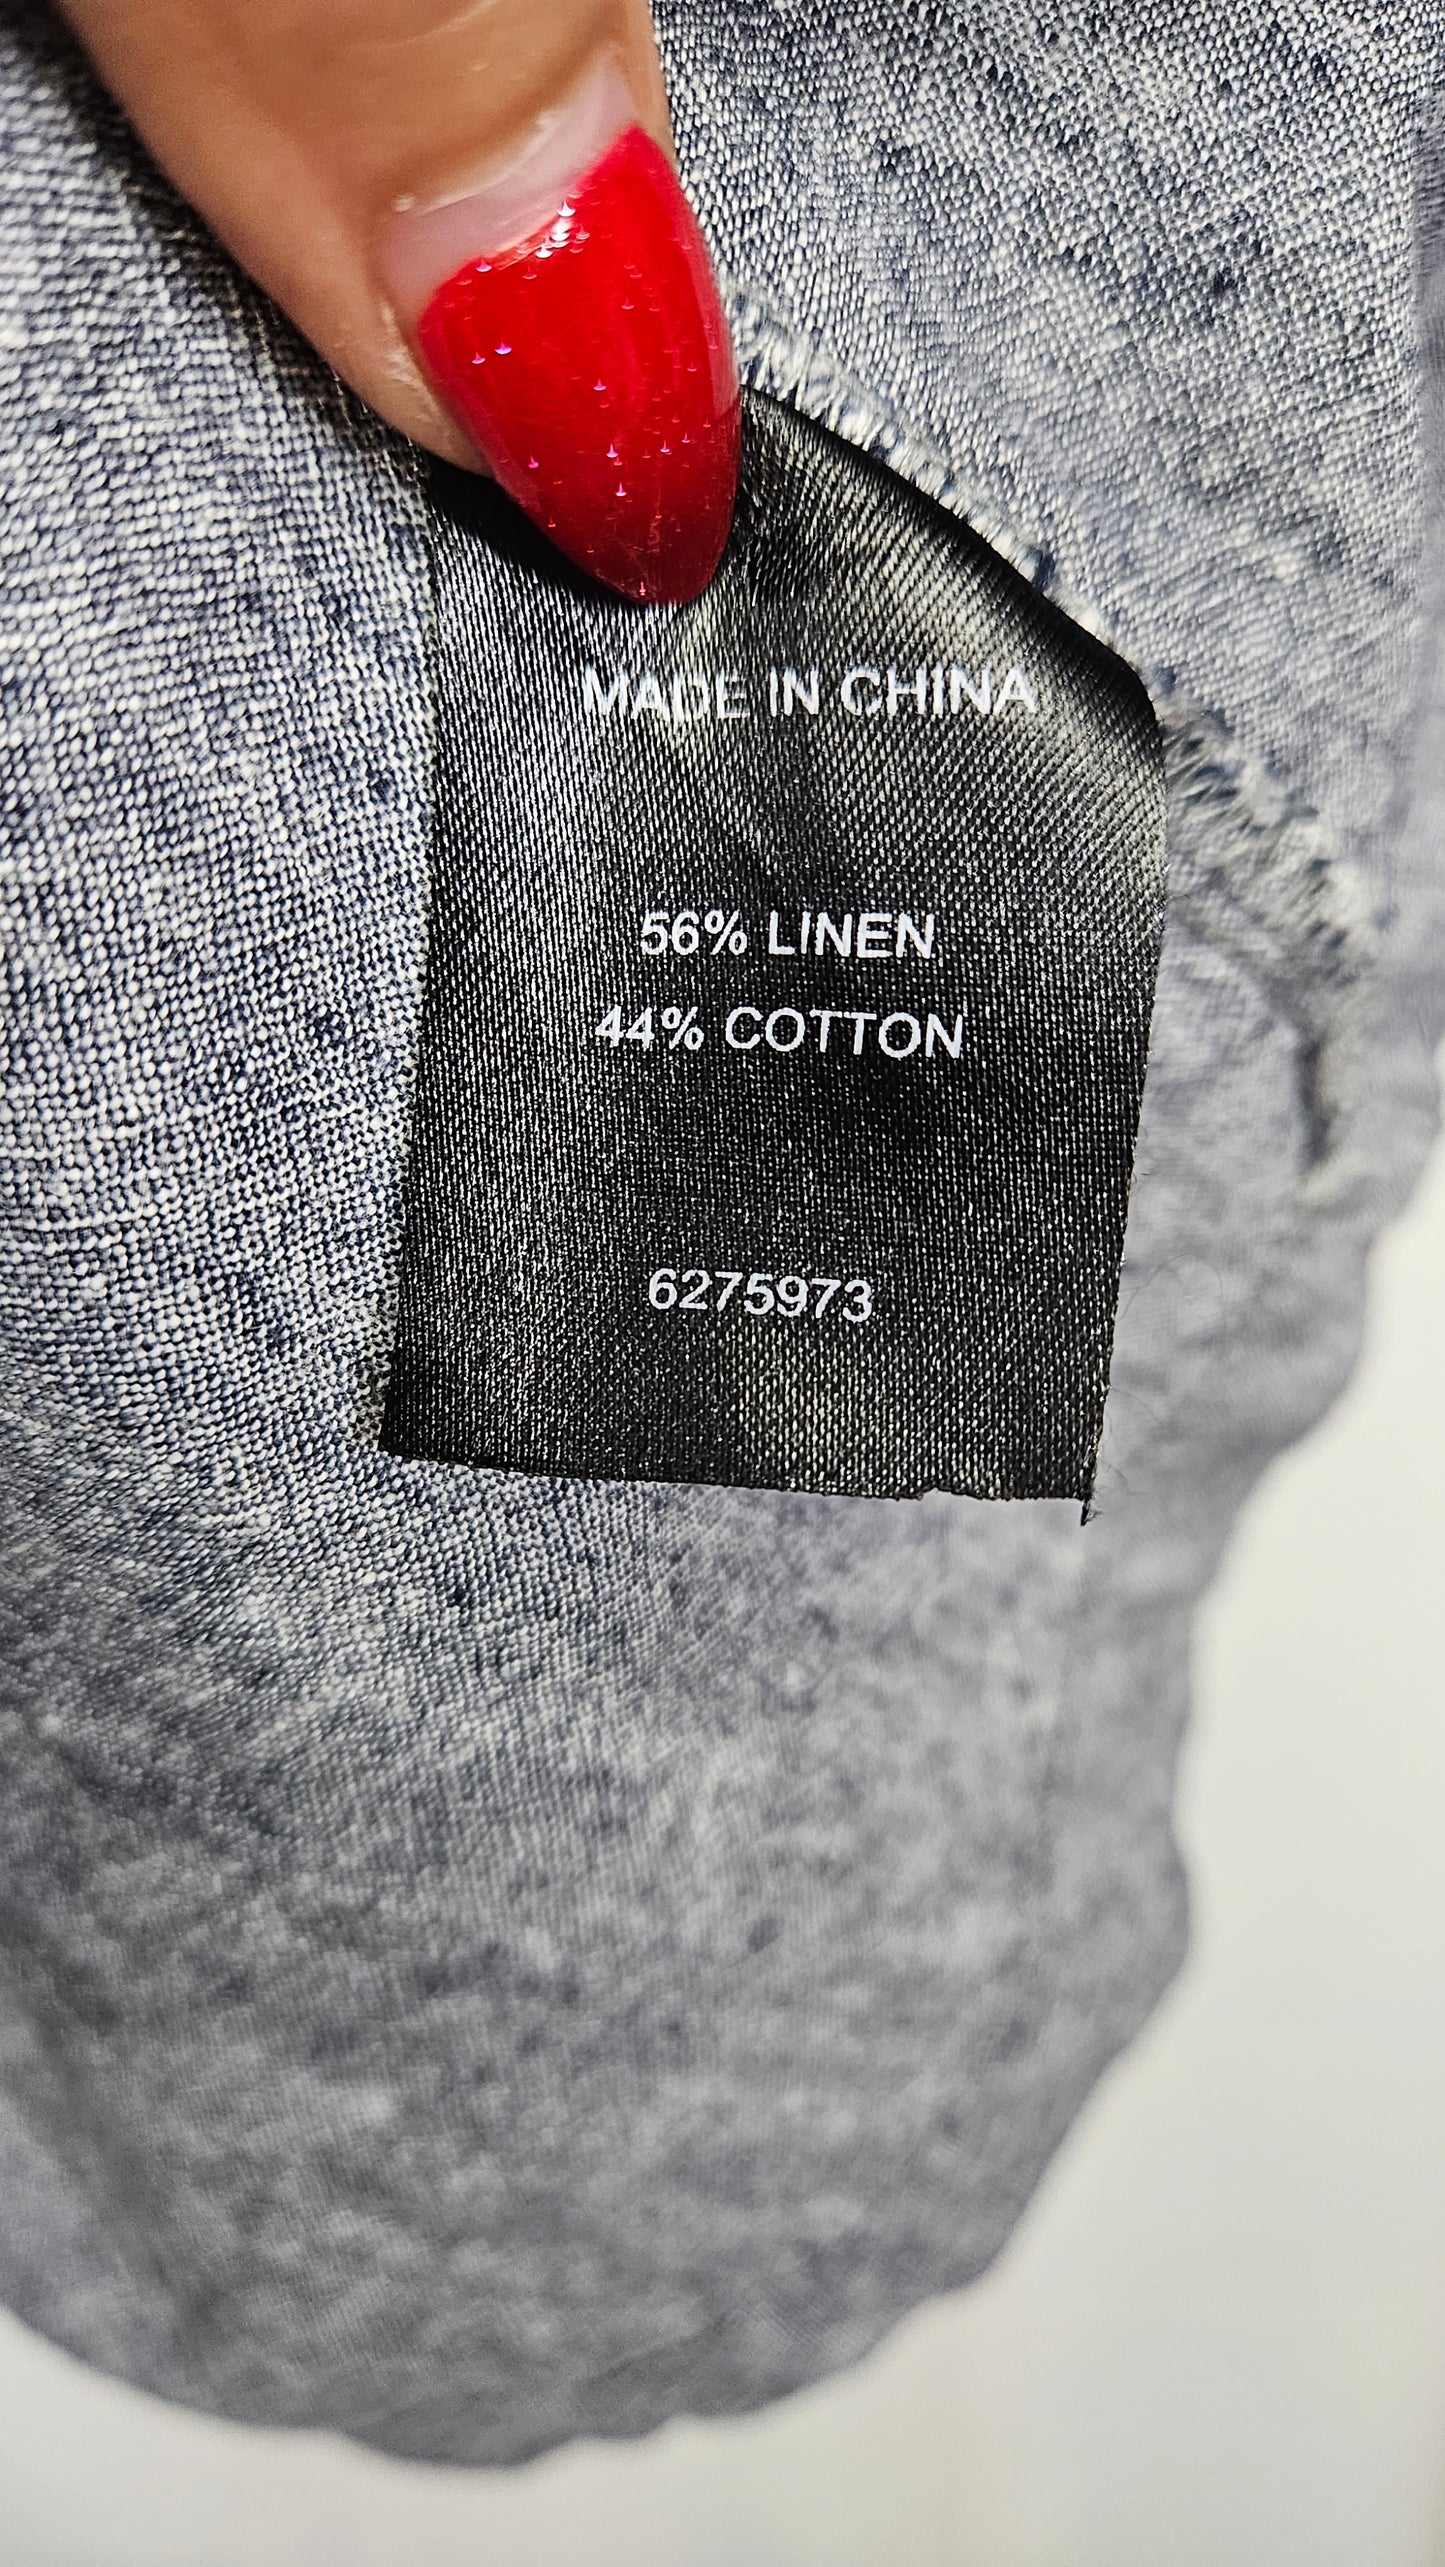 MADE IN CHINA
56% LINEN
44% COTTON
6275973